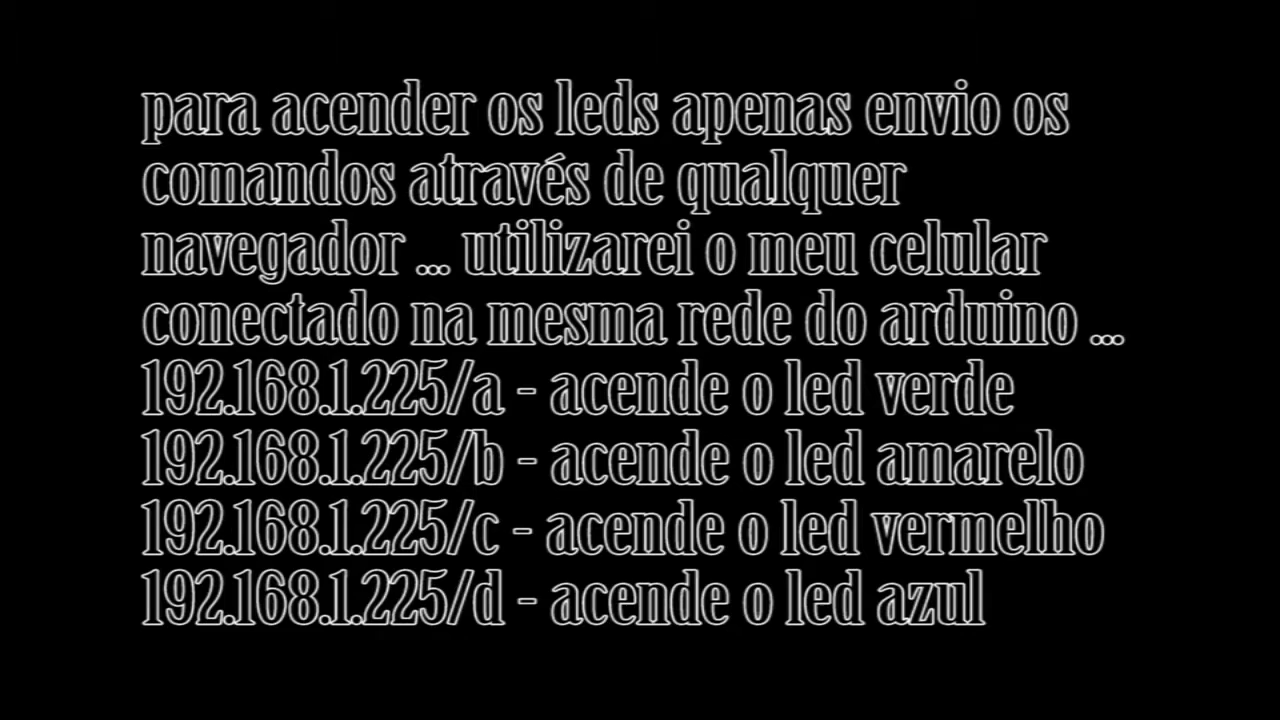 para acender os leds apenas envio os
comandos através de qualquer
navegador ... utilizarei o meu celular
conectado na mesma rede do arduino ...
192.168.1.225/a - acende o led verde
192.168.1.225/b - acende o led amarelo
192.168.1.225/c - acende o led vermelho
192.168.1.225/d - acende o led azul